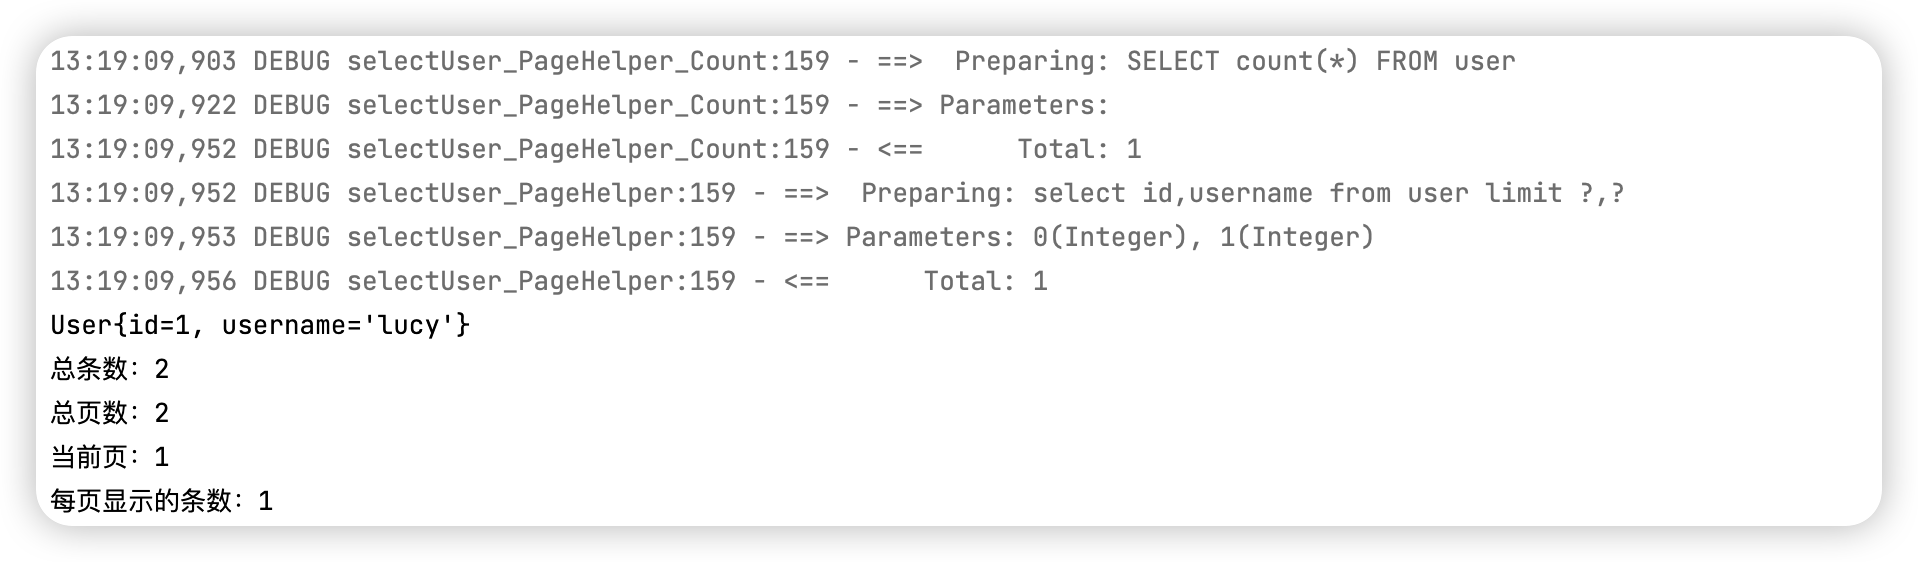 13:19:09,903 DEBUG selectUser_PageHelper_Count:159 - ==>  Preparing: SELECT count(*) FROM user
13:19:09,922 DEBUG selectUser_PageHelper_Count:159 - ==> Parameters:
13:19:09,952 DEBUG selectUser_PageHelper_Count:159 - <==      Total: 1
13:19:09,952 DEBUG selectUser_PageHelper:159 - ==>  Preparing: select id,username from user limit ?,?
13:19:09,953 DEBUG selectUser_PageHelper:159 - ==> Parameters: 0(Integer), 1(Integer)
13:19:09,956 DEBUG selectUser_PageHelper:159 - <==      Total: 1
User{id=1, username='lucy'}
总条数：2
总页数：2
当前页：1
每页显示的条数：1